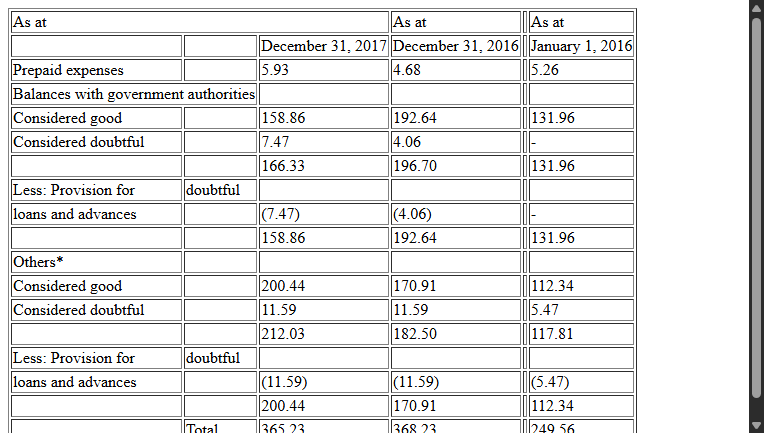 As at As at As at
December 31, 2017 December 31, 2016 January 1, 2016
Prepaid expenses 5.93 4.68 5.26
Balances with government authorities
Considered good 158.86 192.64 131.96
Considered doubtful 7.47 4.06 -
166.33 196.70 131.96
Less: Provision for doubtful
loans and advances (7.47) (4.06) -
158.86 192.64 131.96
Others*
Considered good 200.44 170.91 112.34
Considered doubtful 11.59 11.59 5.47
212.03 182.50 117.81
Less: Provision for doubtful
loans and advances (11.59) (11.59) (5.47)
200.44 170.91 112.34
Total 365.23 368.23 249.56